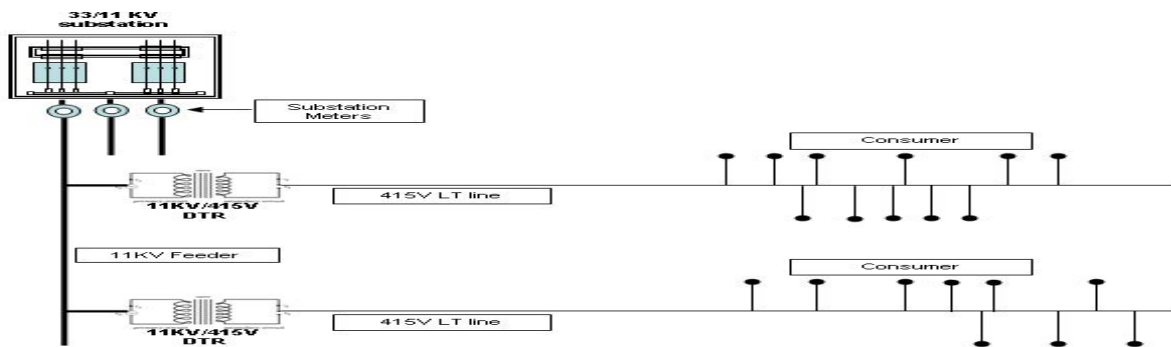 33/11 KV
substation
Substation
Meters
Consumer
415V LT line
11KV/415V
DTR
11KV Feeder
Consumer
415V LT line
11KV/415V
DTR